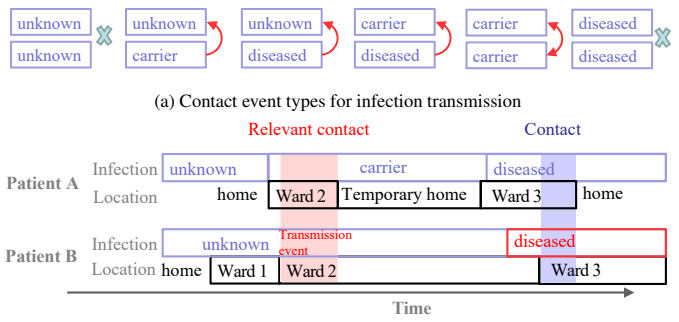 unknown unknown unknown carrier carrier diseased
unknown carrier diseased diseased carrier diseased
(a) Contact event types for infection transmission
Relevant contact Contact
Infection unknown carrier diseased
Patient A
Location home Ward 2 Temporary home Ward 3 home
Infection unknown Transmission event diseased
Patient B
Location home Ward 1 Ward 2 Ward 3
Time